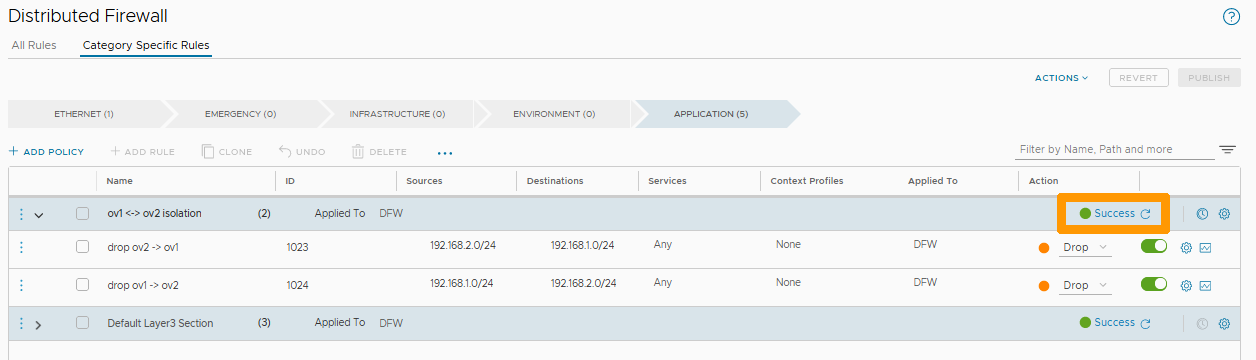 Distributed Firewall
All Rules Category Specific Rules
ACTIONS REVERT PUBLISH
ETHERNET (1) EMERGENCY (0) INFRASTRUCTURE (0) ENVIRONMENT (0) APPLICATION (5)
+ ADD POLICY + ADD RULE CLONE UNDO DELETE ... Filter by Name, Path and more
Name ID Sources Destinations Services Context Profiles Applied To Action
ov1 <-> ov2 isolation (2) Applied To DFW Success
drop ov2 -> ov1 1023 192.168.2.0/24 192.168.1.0/24 Any None DFW Drop
drop ov1 -> ov2 1024 192.168.1.0/24 192.168.2.0/24 Any None DFW Drop
Default Layer3 Section (3) Applied To DFW Success